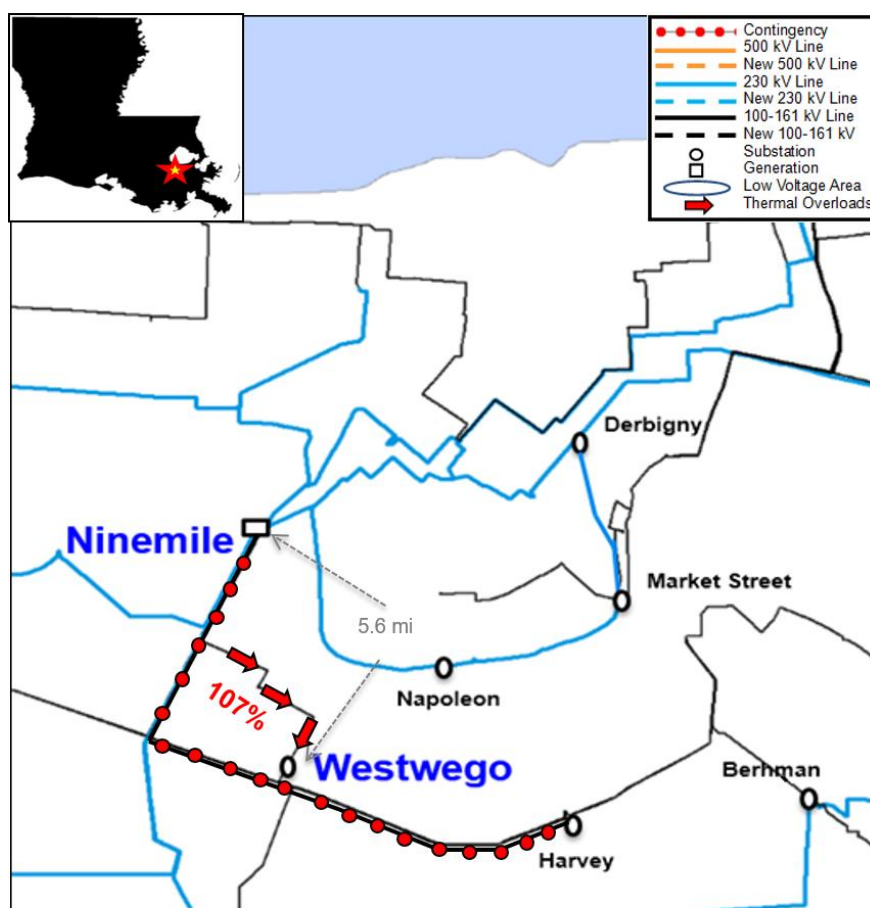 Contingency
500 kV Line
New 500 kV Line
230 kV Line
New 230 kV Line
100-161 kV Line
New 100-161 kV
Substation
Generation
Low Voltage Area
Thermal Overloads
Derbigny
Ninemile
Market Street
5.6 mi
Napoleon
107%
Westwego
Berhman
Harvey